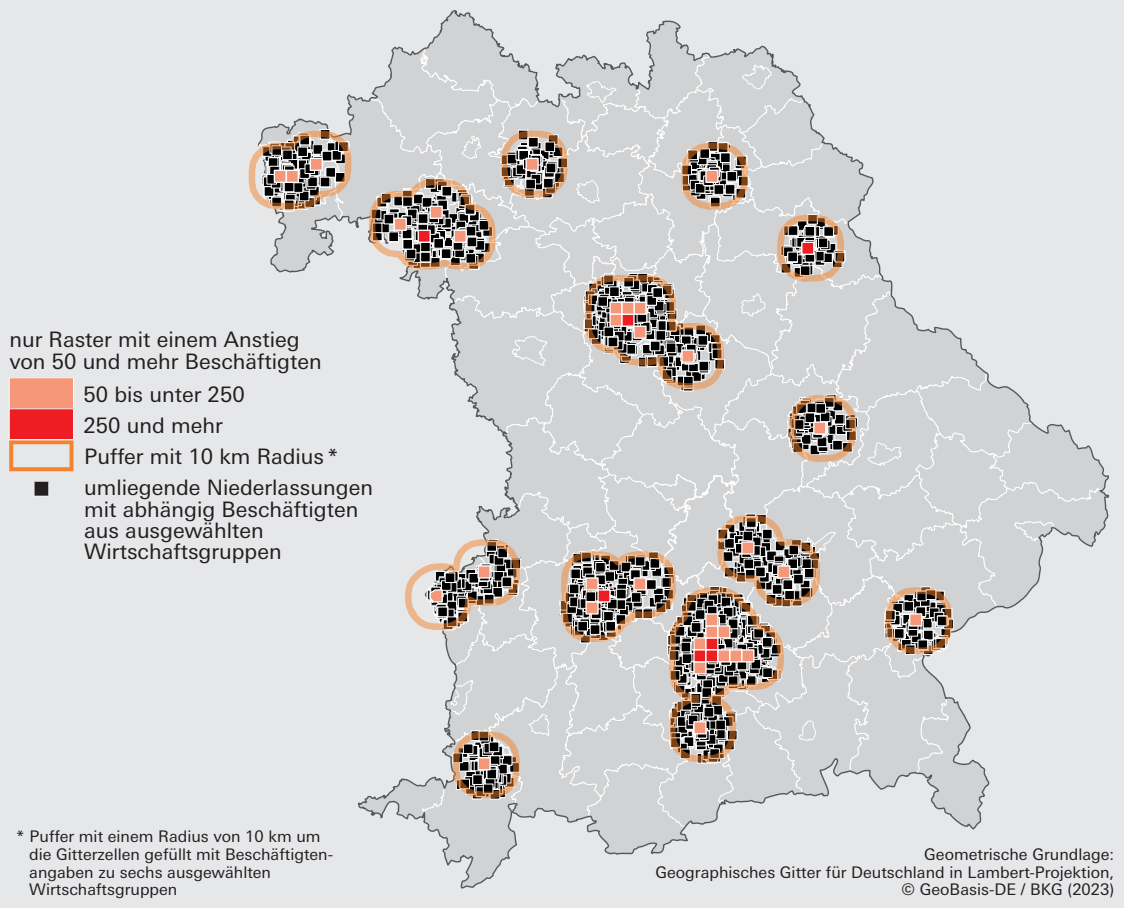 nur Raster mit einem Anstieg
von 50 und mehr Beschäftigten
50 bis unter 250
250 und mehr
Puffer mit 10 km Radius *
umliegende Niederlassungen
mit abhängig Beschäftigten
aus ausgewählten
Wirtschaftsgruppen
* Puffer mit einem Radius von 10 km um
die Gitterzellen gefüllt mit Beschäftigten-
angaben zu sechs ausgewählten
Wirtschaftsgruppen
Geometrische Grundlage:
Geographisches Gitter für Deutschland in Lambert-Projektion,
© GeoBasis-DE / BKG (2023)